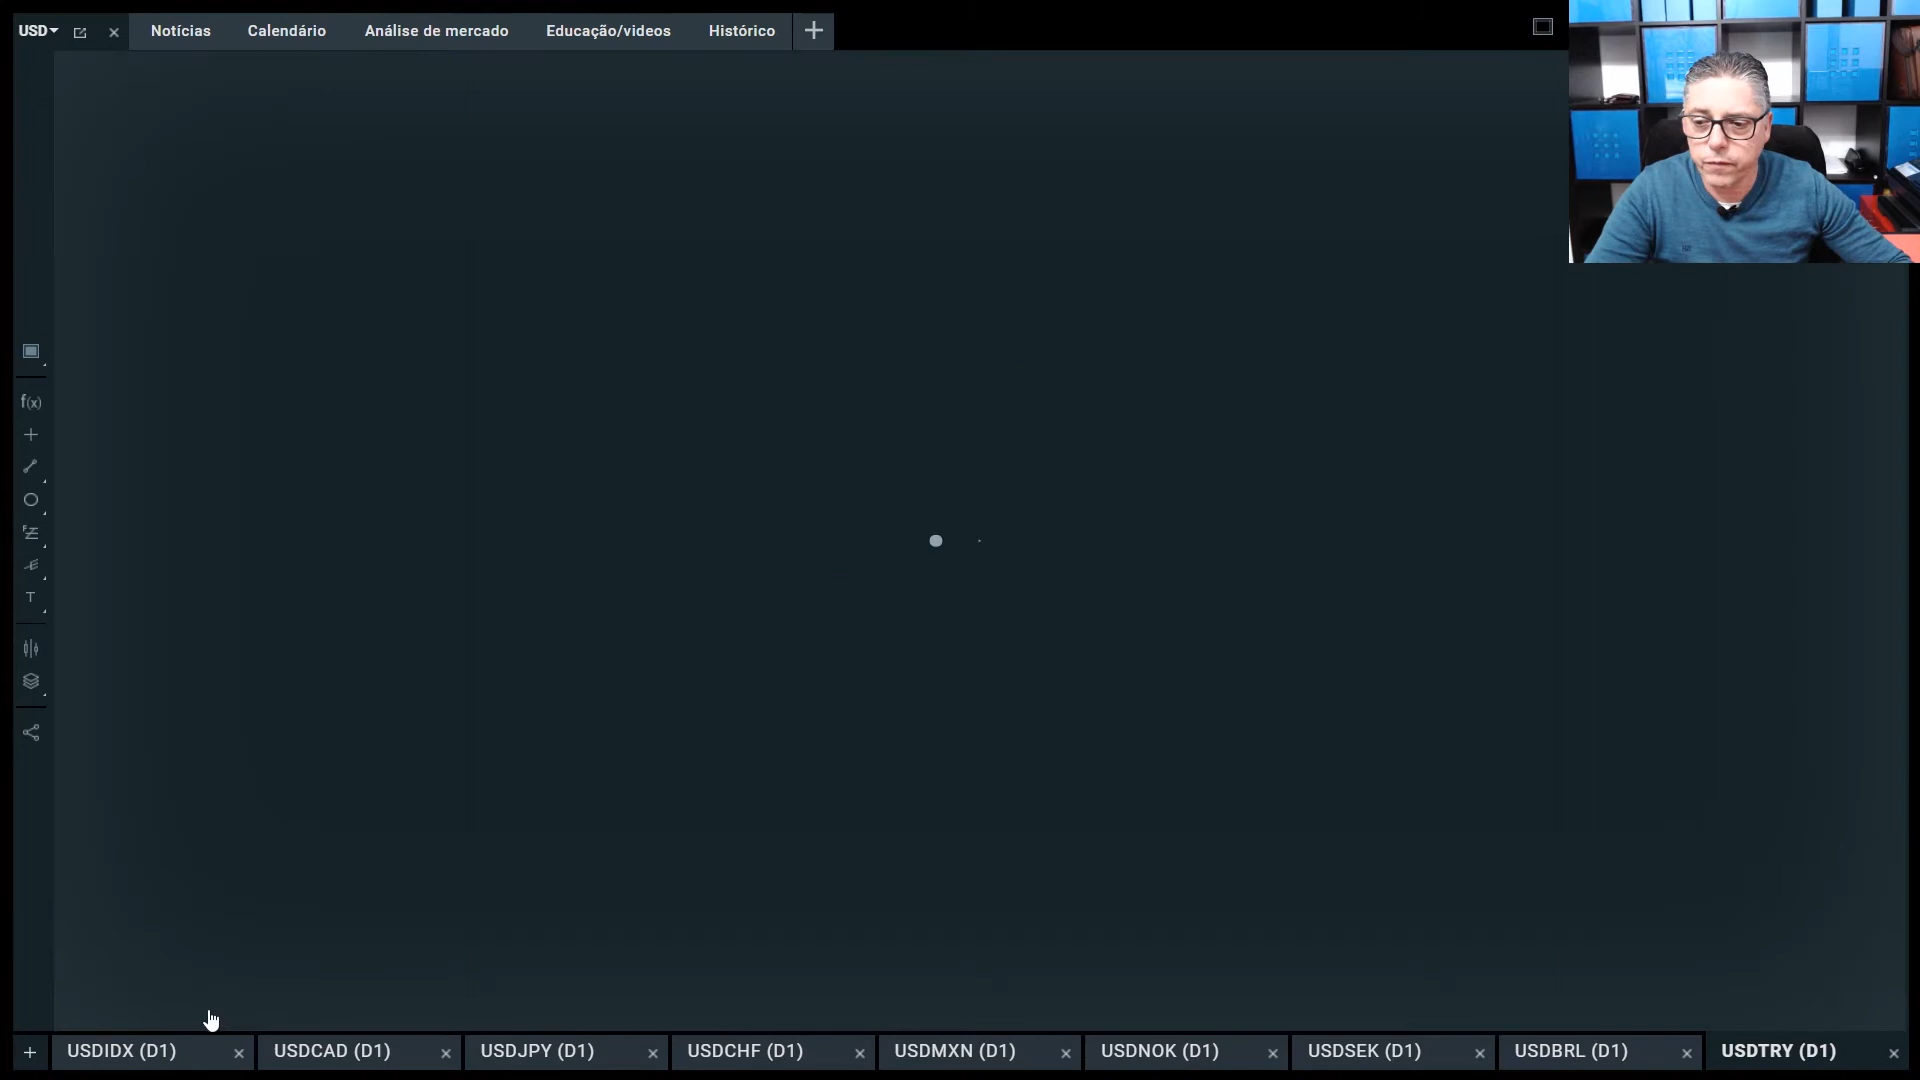 USD
Notícias
Calendário
Análise de mercado
Educação/videos
Histórico
f(x)
T
USDIDX (D1)
USDCAD (D1)
USDJPY (D1)
USDCHF (D1)
USDMXN (D1)
USDNOK (D1)
USDSEK (D1)
USDBRL (D1)
USDTRY (D1)